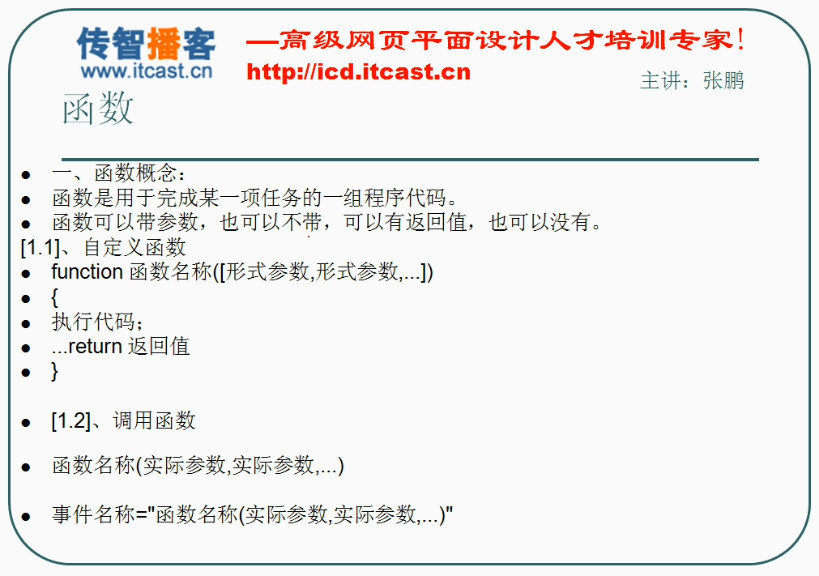 传智播客 —高级网页平面设计人才培训专家!
www.itcast.cn http://icd.itcast.cn
主讲：张鹏
函数
● 一、函数概念：
● 函数是用于完成某一项任务的一组程序代码。
● 函数可以带参数，也可以不带，可以有返回值，也可以没有。
[1.1]、自定义函数
● function 函数名称([形式参数,形式参数,...])
● {
● 执行代码;
● ...return 返回值
● }
● [1.2]、调用函数
● 函数名称(实际参数,实际参数,...)
● 事件名称="函数名称(实际参数,实际参数,...)"